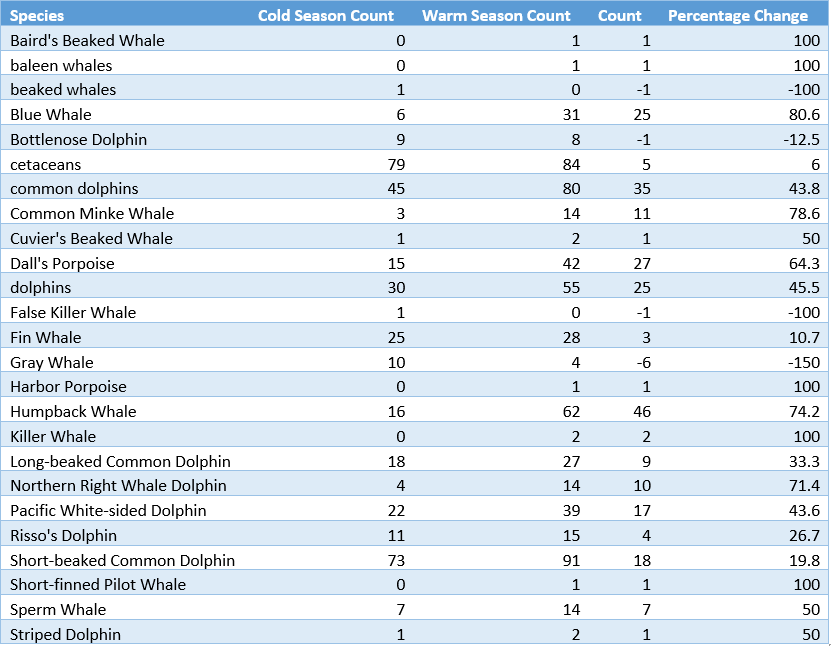 Species Cold Season Count Warm Season Count Count Percentage Change
Baird's Beaked Whale 0 1 1 100
baleen whales 0 1 1 100
beaked whales 1 0 -1 -100
Blue Whale 6 31 25 80.6
Bottlenose Dolphin 9 8 -1 -12.5
cetaceans 79 84 5 6
common dolphins 45 80 35 43.8
Common Minke Whale 3 14 11 78.6
Cuvier's Beaked Whale 1 2 1 50
Dall's Porpoise 15 42 27 64.3
dolphins 30 55 25 45.5
False Killer Whale 1 0 -1 -100
Fin Whale 25 28 3 10.7
Gray Whale 10 4 -6 -150
Harbor Porpoise 0 1 1 100
Humpback Whale 16 62 46 74.2
Killer Whale 0 2 2 100
Long-beaked Common Dolphin 18 27 9 33.3
Northern Right Whale Dolphin 4 14 10 71.4
Pacific White-sided Dolphin 22 39 17 43.6
Risso's Dolphin 11 15 4 26.7
Short-beaked Common Dolphin 73 91 18 19.8
Short-finned Pilot Whale 0 1 1 100
Sperm Whale 7 14 7 50
Striped Dolphin 1 2 1 50